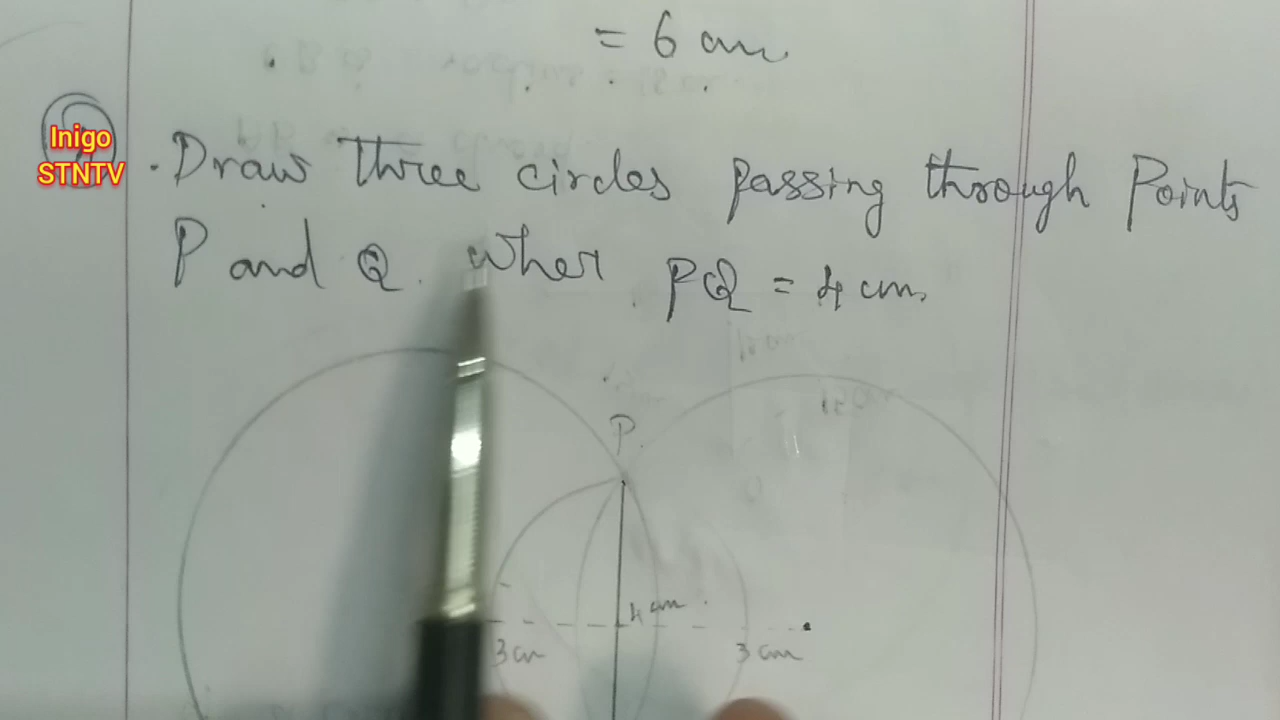 = 6 cm
Inigo
STNTV
. Draw three circles passing through Points
P and Q. Wher PQ = 4 cm.
P.
4 cm.
3 cm
3 cm